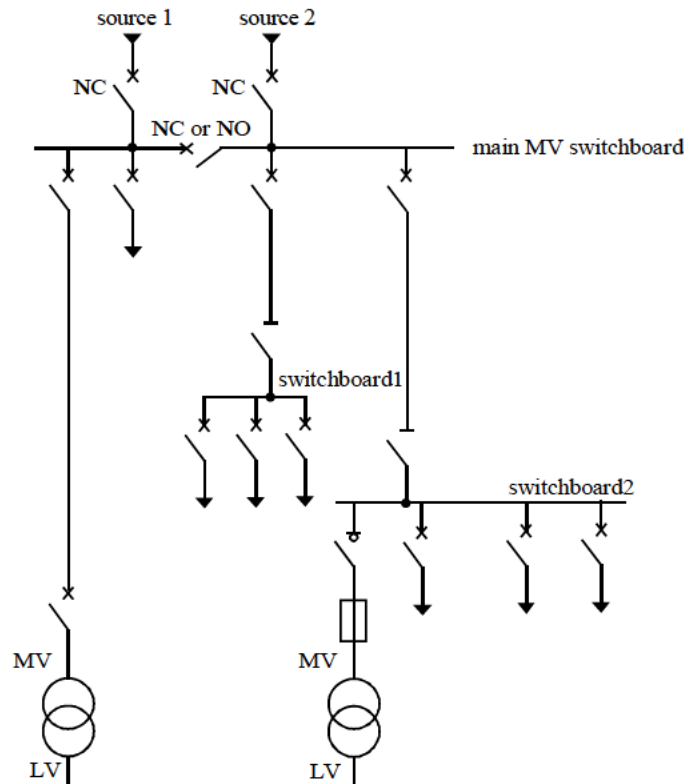 source 1
source 2
NC
NC
NC or NO
main MV switchboard
switchboard1
switchboard2
MV
MV
LV
LV